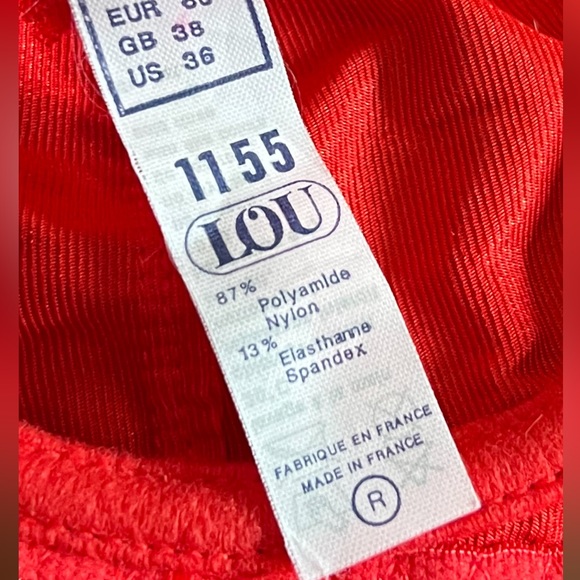 EUR
GB 38
US 36
1155
LOU
87% Polyamide
Nylon
13% Elasthanne
Spandex
FABRIQUE EN FRANCE
MADE IN FRANCE
R